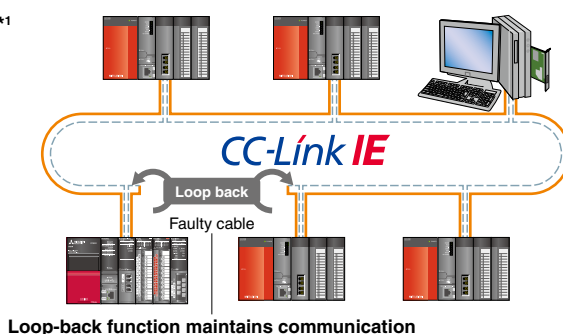 *1
CC-Link IE
Loop back
Faulty cable
Loop-back function maintains communication